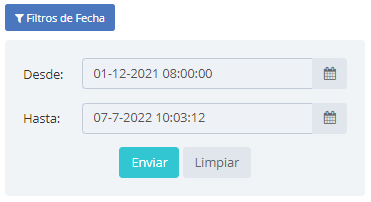 Filtros de Fecha
Desde: 01-12-2021 08:00:00
Hasta: 07-7-2022 10:03:12
Enviar Limpiar